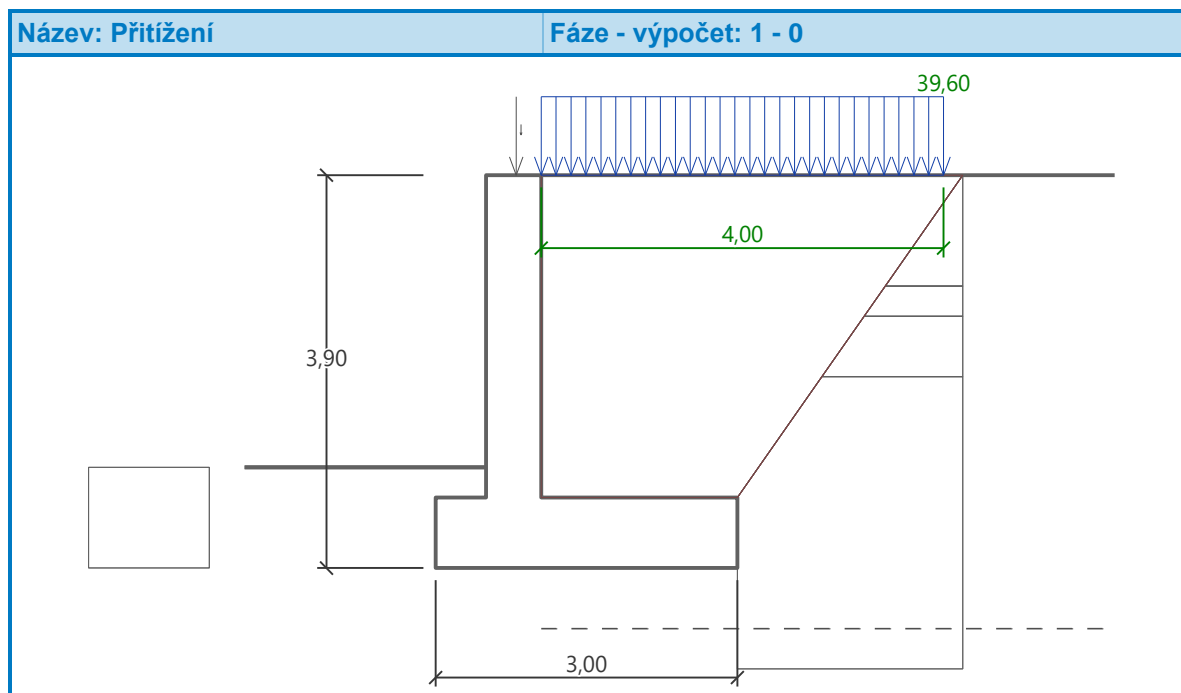 Název: Přitížení
Fáze - výpočet: 1 - 0
39,60
4,00
3,90
3,00